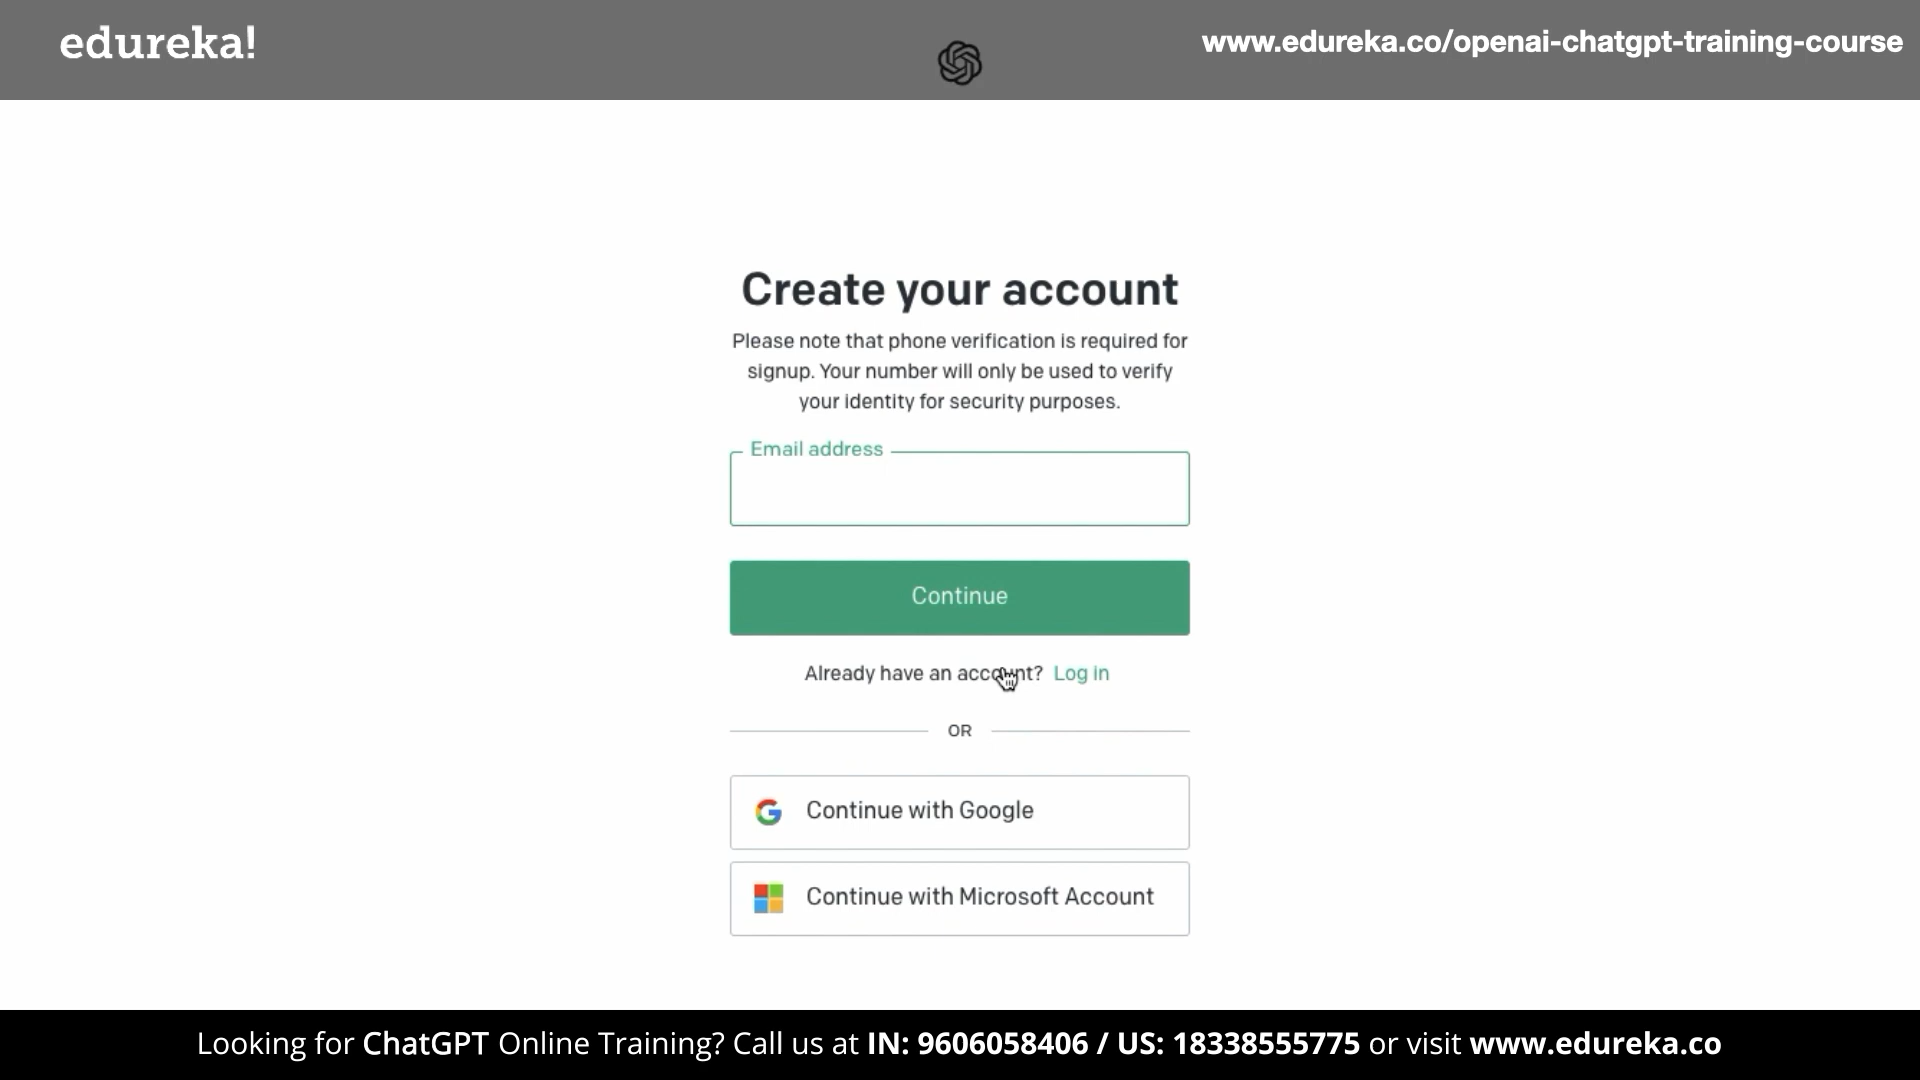 edureka!
www.edureka.co/openai-chatgpt-training-course
Create your account
Please note that phone verification is required for
signup. Your number will only be used to verify
your identity for security purposes.
Email address
Continue
Already have an account? Log in
OR
Continue with Google
Continue with Microsoft Account
Looking for ChatGPT Online Training? Call us at IN: 9606058406 / US: 18338555775 or visit www.edureka.co